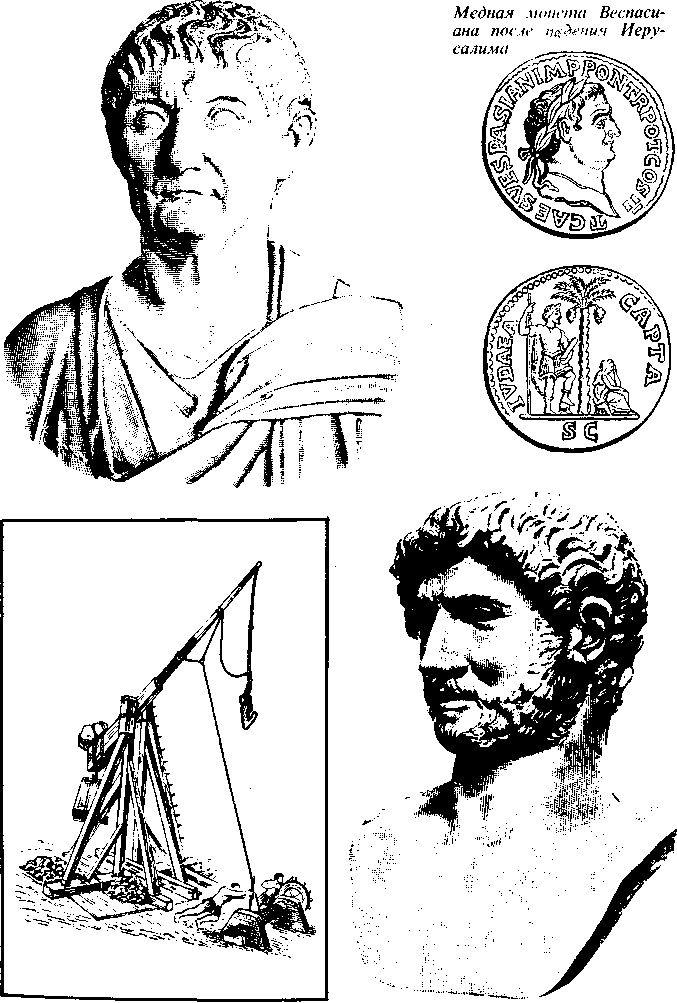 Медная монета Веспаси-
ана после падения Иеру-
салима
T CAES VESPASIAN IMP PON TR POT COS II
IVDAEA CAPTA
S C